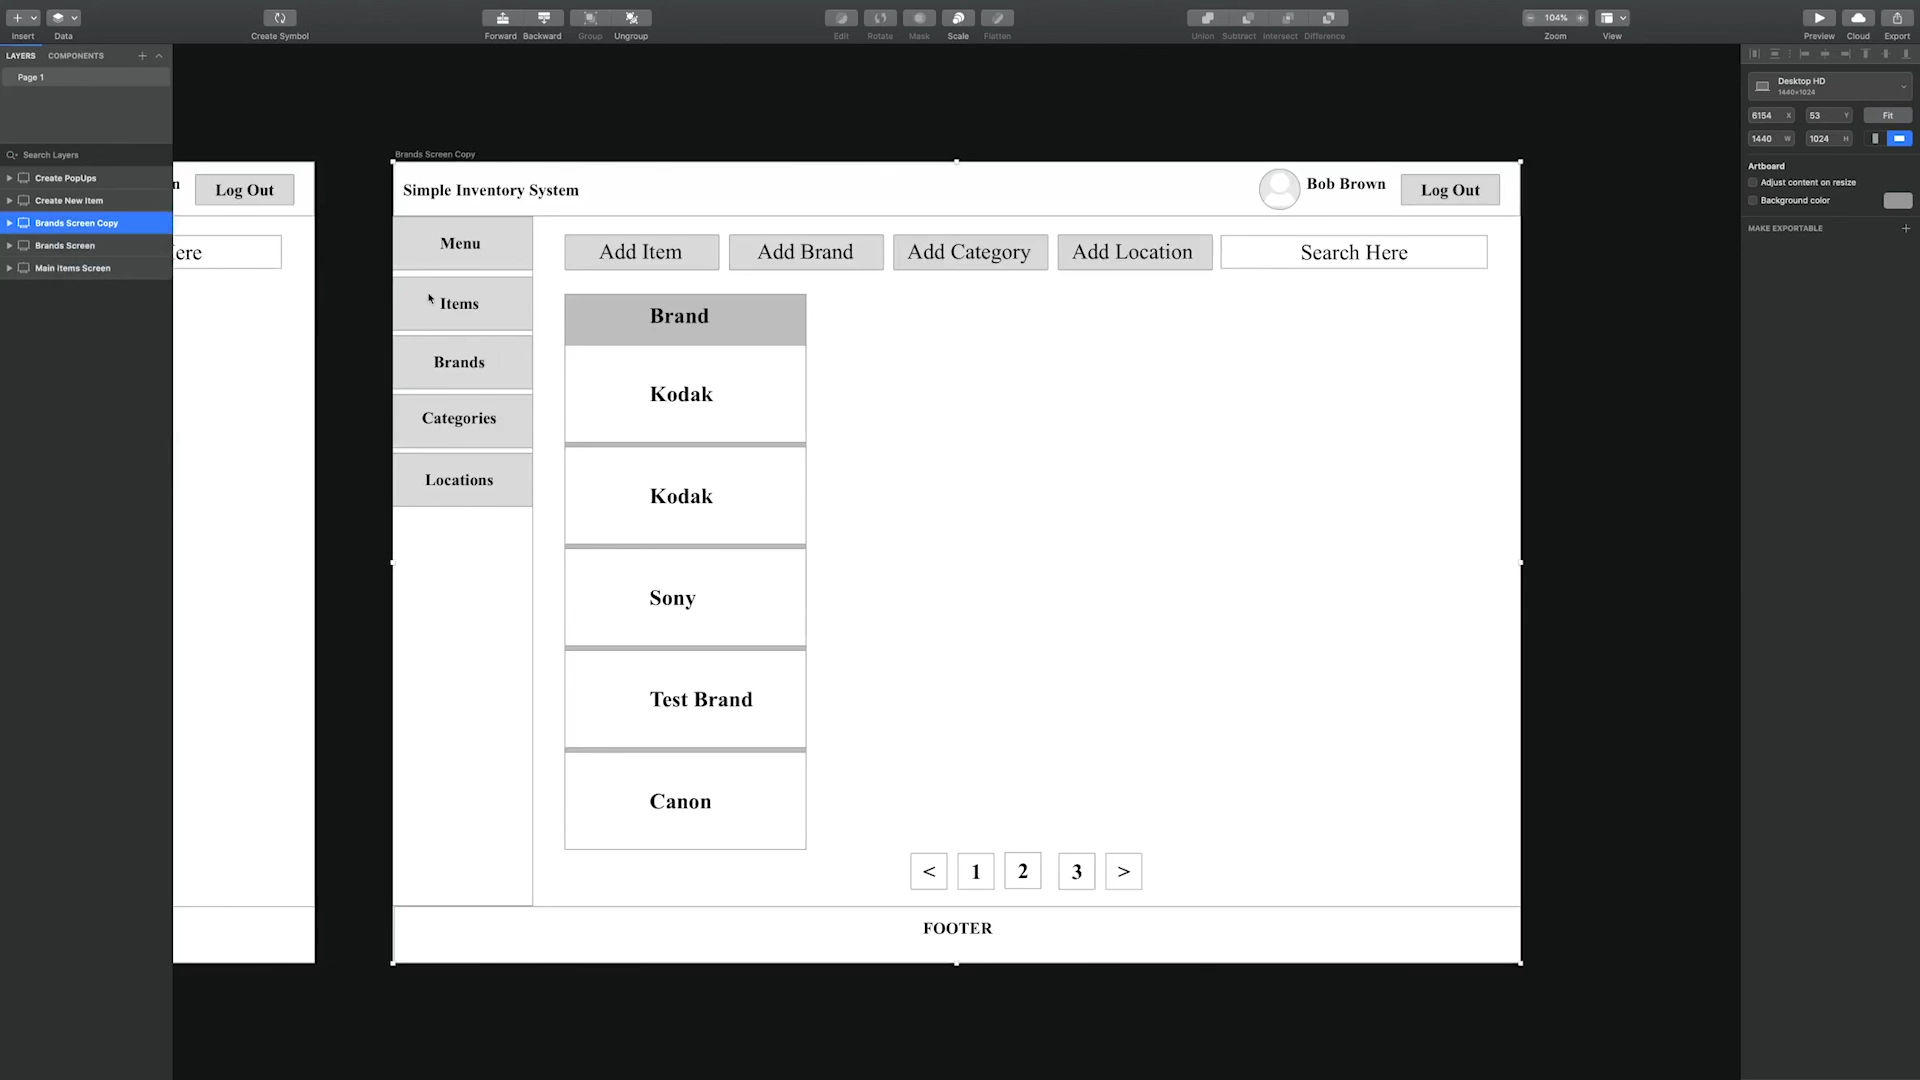 Insert
Data
Create Symbol
Forward
Backward
Group
Ungroup
Edit
Rotate
Mask
Scale
Flatten
Union
Subtract
Intersect
Difference
104%
Zoom
View
Preview
Cloud
Export
LAYERS
COMPONENTS
Page 1
Search Layers
Create PopUps
Create New Item
Brands Screen Copy
Brands Screen
Main Items Screen
n
Log Out
ere
Brands Screen Copy
Simple Inventory System
Bob Brown
Log Out
Menu
Items
Brands
Categories
Locations
Add Item
Add Brand
Add Category
Add Location
Search Here
Brand
Kodak
Kodak
Sony
Test Brand
Canon
< 1 2 3 >
FOOTER
Desktop HD
1440×1024
6154 X
53 Y
Fit
1440 W
1024 H
Artboard
Adjust content on resize
Background color
MAKE EXPORTABLE